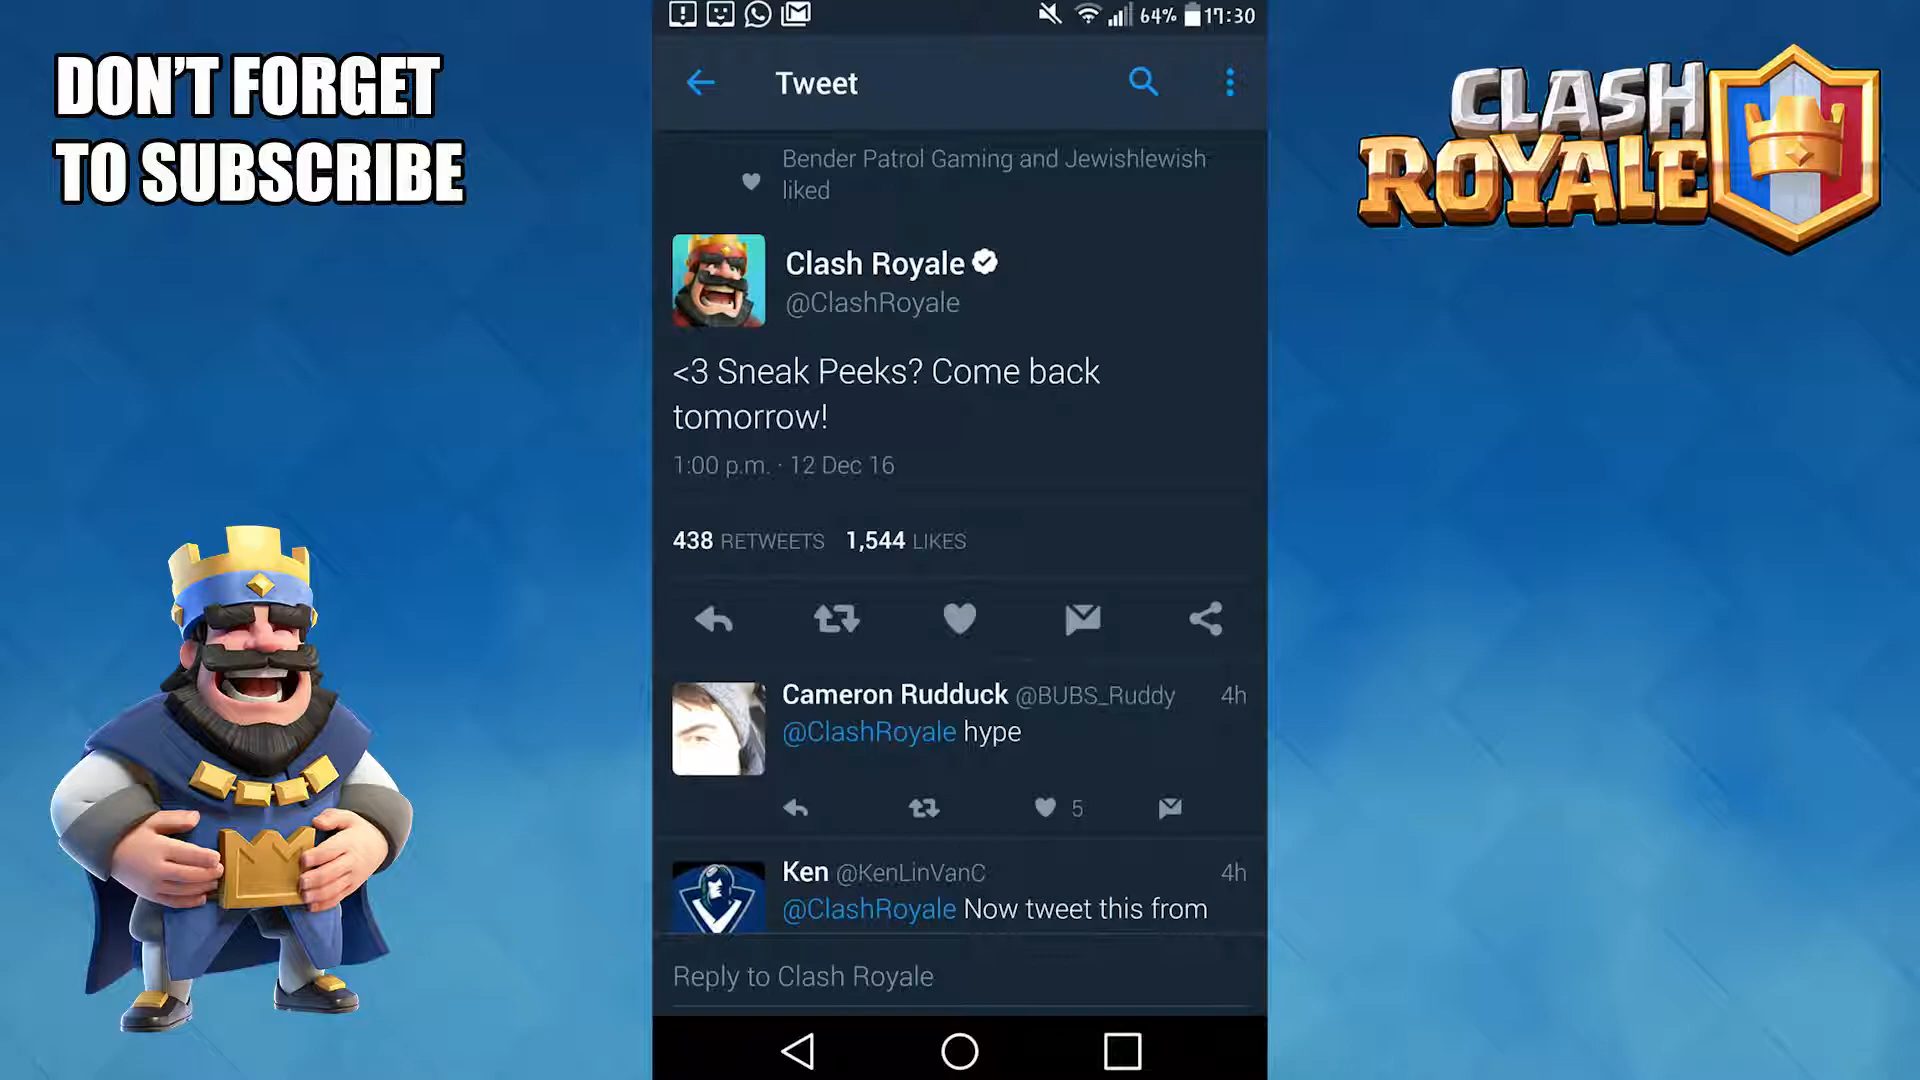 DON'T FORGET
TO SUBSCRIBE
64% 17:30
Tweet
Bender Patrol Gaming and Jewishlewish
liked
Clash Royale
@ClashRoyale
<3 Sneak Peeks? Come back
tomorrow!
1:00 p.m. · 12 Dec 16
438 RETWEETS 1,544 LIKES
Cameron Rudduck @BUBS_Ruddy 4h
@ClashRoyale hype
5
Ken @KenLinVanC 4h
@ClashRoyale Now tweet this from
Reply to Clash Royale
CLASH
ROYALE